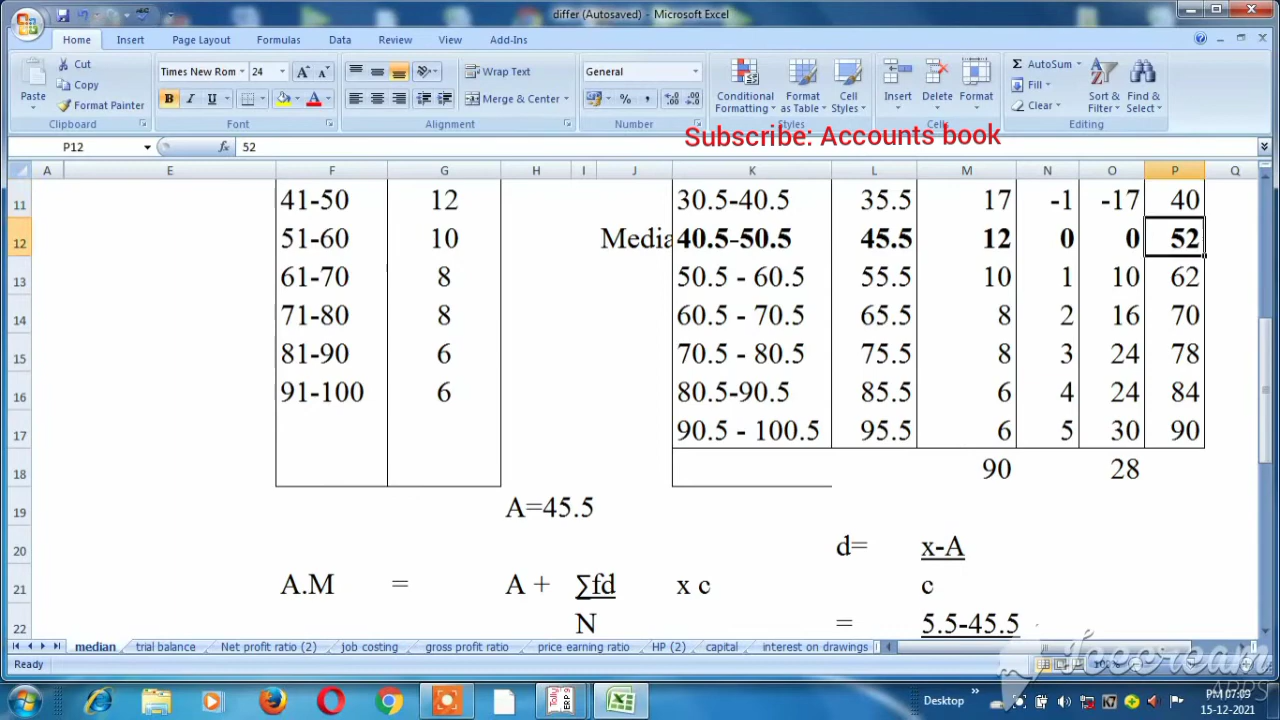 differ (Autosaved) - Microsoft Excel
Home Insert Page Layout Formulas Data Review View Add-Ins
Paste
Cut
Copy
Format Painter
Clipboard
Times New Rom 24
B I U
Font
Wrap Text
Merge & Center
Alignment
General
Number
Conditional Formatting
Format as Table
Cell Styles
Styles
Insert Delete Format
Cells
AutoSum
Fill
Clear
Sort & Filter
Find & Select
Editing
Subscribe: Accounts book
P12 fx 52
A E F G H I J K L M N O P Q
11 41-50 12 30.5-40.5 35.5 17 -1 -17 40
12 51-60 10 Media 40.5-50.5 45.5 12 0 0 52
13 61-70 8 50.5 - 60.5 55.5 10 1 10 62
14 71-80 8 60.5 - 70.5 65.5 8 2 16 70
15 81-90 6 70.5 - 80.5 75.5 8 3 24 78
16 91-100 6 80.5-90.5 85.5 6 4 24 84
17 90.5 - 100.5 95.5 6 5 30 90
18 90 28
19 A=45.5
20 d= x-A
21 A.M = A + ∑fd x c c
22 N = 5.5-45.5
median trial balance Net profit ratio (2) job costing gross profit ratio price earning ratio HP (2) capital interest on drawings
Ready
Icecream
APPS
Desktop
PM 07:09
15-12-2021